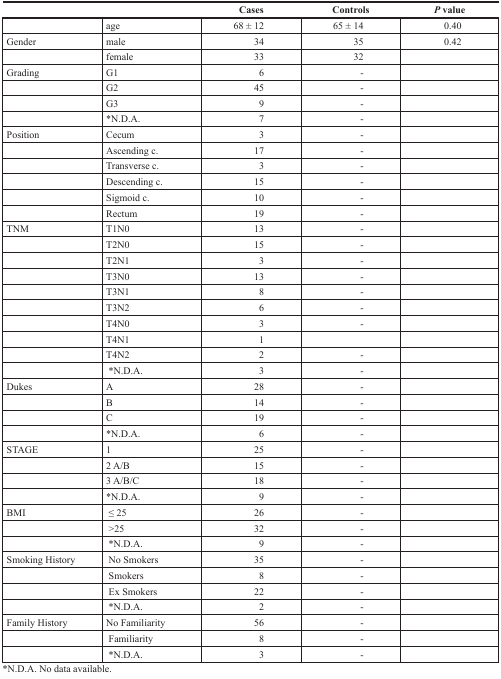 Cases Controls P value
age 68 ± 12 65 ± 14 0.40
Gender male 34 35 0.42
female 33 32
Grading G1 6 -
G2 45 -
G3 9 -
*N.D.A. 7 -
Position Cecum 3 -
Ascending c. 17 -
Transverse c. 3 -
Descending c. 15 -
Sigmoid c. 10 -
Rectum 19 -
TNM T1N0 13 -
T2N0 15 -
T2N1 3 -
T3N0 13 -
T3N1 8 -
T3N2 6 -
T4N0 3 -
T4N1 1
T4N2 2 -
*N.D.A. 3 -
Dukes A 28 -
B 14 -
C 19 -
*N.D.A. 6 -
STAGE 1 25 -
2 A/B 15 -
3 A/B/C 18 -
*N.D.A. 9 -
BMI ≤ 25 26 -
>25 32 -
*N.D.A. 9 -
Smoking History No Smokers 35 -
Smokers 8 -
Ex Smokers 22 -
*N.D.A. 2 -
Family History No Familiarity 56 -
Familiarity 8 -
*N.D.A. 3 -
*N.D.A. No data available.